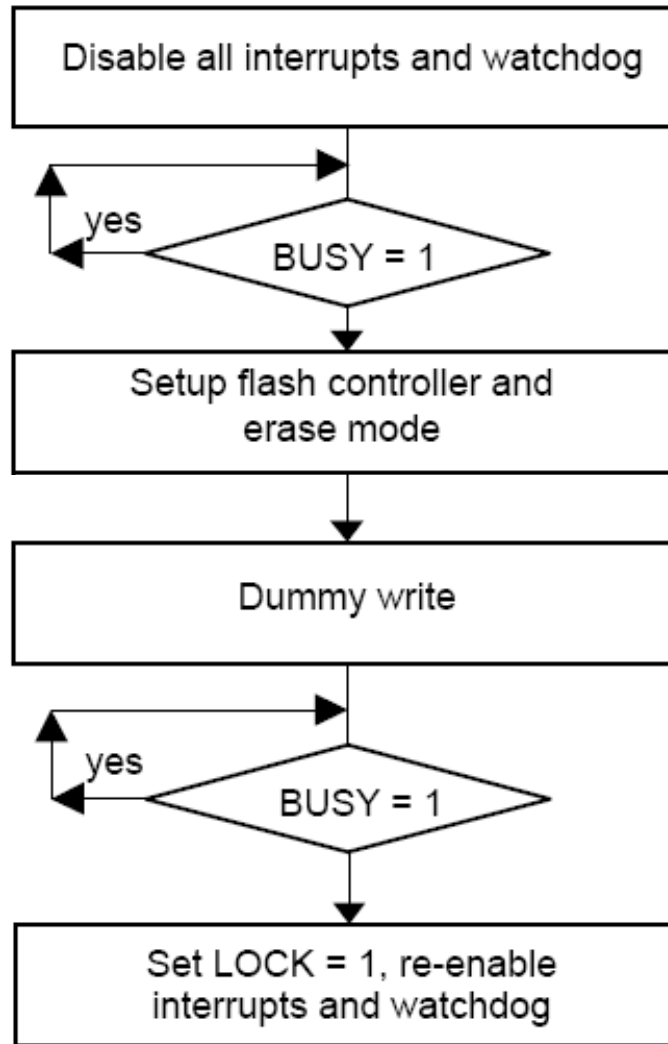 Disable all interrupts and watchdog
yes
BUSY = 1
Setup flash controller and
erase mode
Dummy write
yes
BUSY = 1
Set LOCK = 1, re-enable
interrupts and watchdog